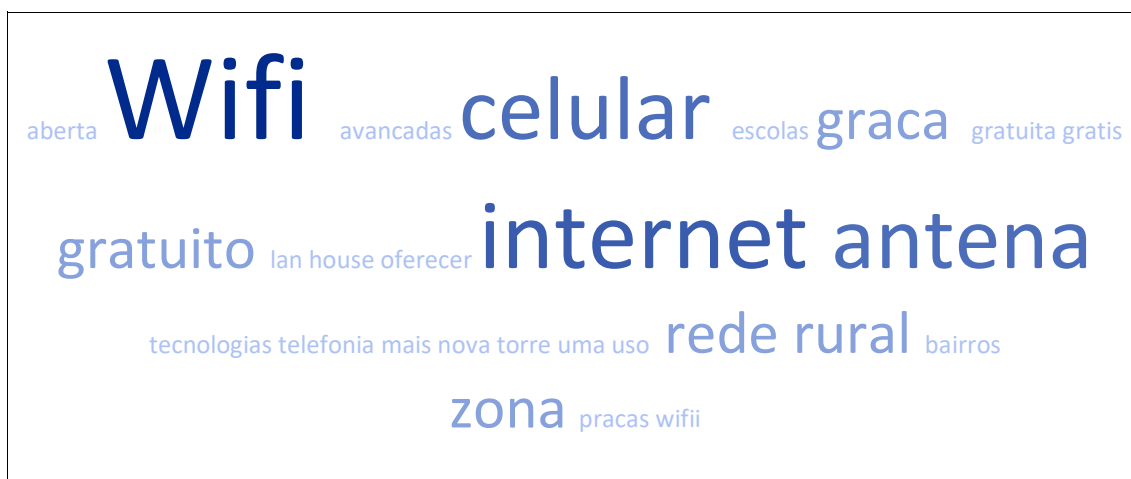 aberta Wifi avancadas celular escolas graca gratuita gratis
gratuito lan house oferecer internet antena
tecnologias telefonia mais nova torre uma uso rede rural bairros
zona pracas wifii